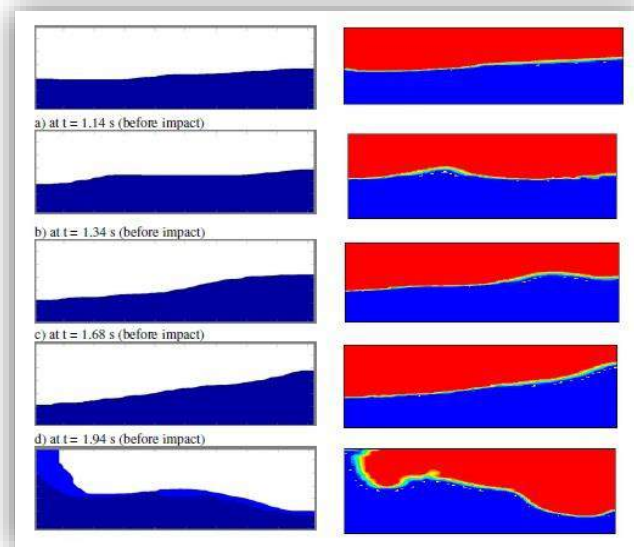 a) at t = 1.14 s (before impact)
b) at t = 1.34 s (before impact)
c) at t = 1.68 s (before impact)
d) at t = 1.94 s (before impact)